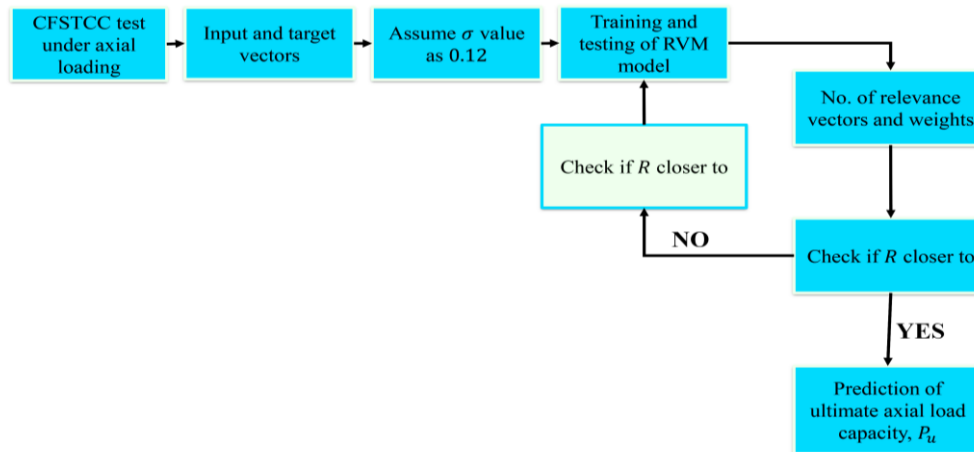 CFSTCC test
under axial
loading
Input and target
vectors
Assume σ value
as 0.12
Training and
testing of RVM
model
No. of relevance
vectors and weights
Check if R closer to
NO
Check if R closer to
YES
Prediction of
ultimate axial load
capacity, Pᵤ